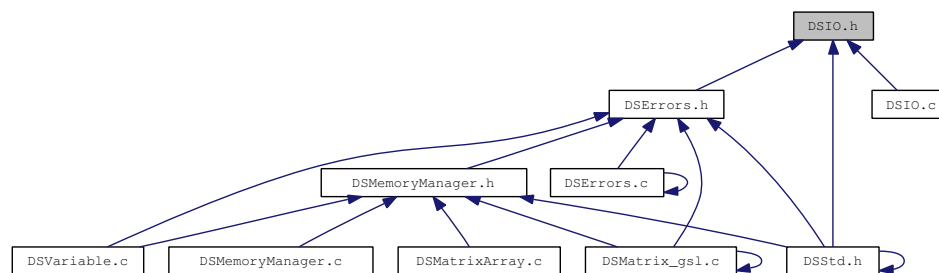 DSIO.h
DSErrors.h
DSIO.c
DSMemoryManager.h
DSErrors.c
DSVariable.c
DSMemoryManager.c
DSMatrixArray.c
DSMatrix_gsl.c
DSStd.h